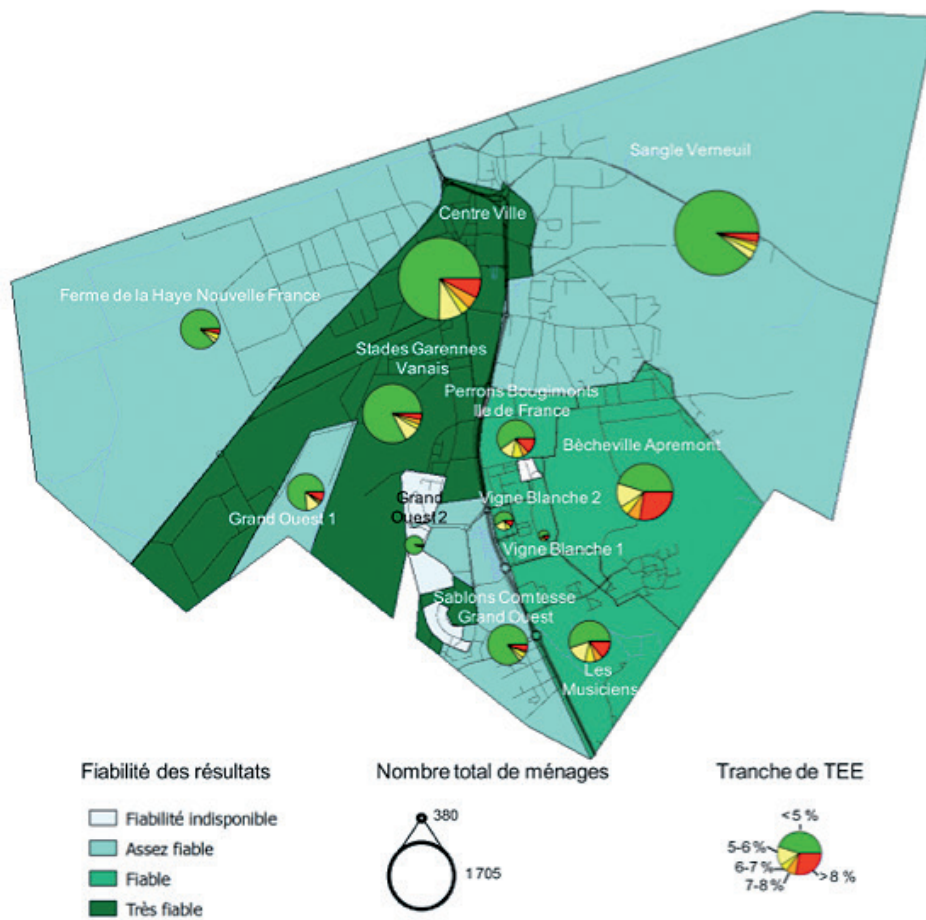 Sangle Verneuil
Centre Ville
Ferme de la Haye Nouvelle France
Stades Garennes
Vanais
Perrons Bougimonts
Ile de France
Bècheville Apremont
Grand Ouest 1
Grand
Ouest 2
Vigne Blanche 2
Vigne Blanche 1
Sablons Comtesse
Grand Ouest
Les
Musiciens
Fiabilité des résultats
Fiabilité indisponible
Assez fiable
Fiable
Très fiable
Nombre total de ménages
380
1 705
Tranche de TEE
<5 %
5-6 %
6-7 %
7-8 %
>8 %